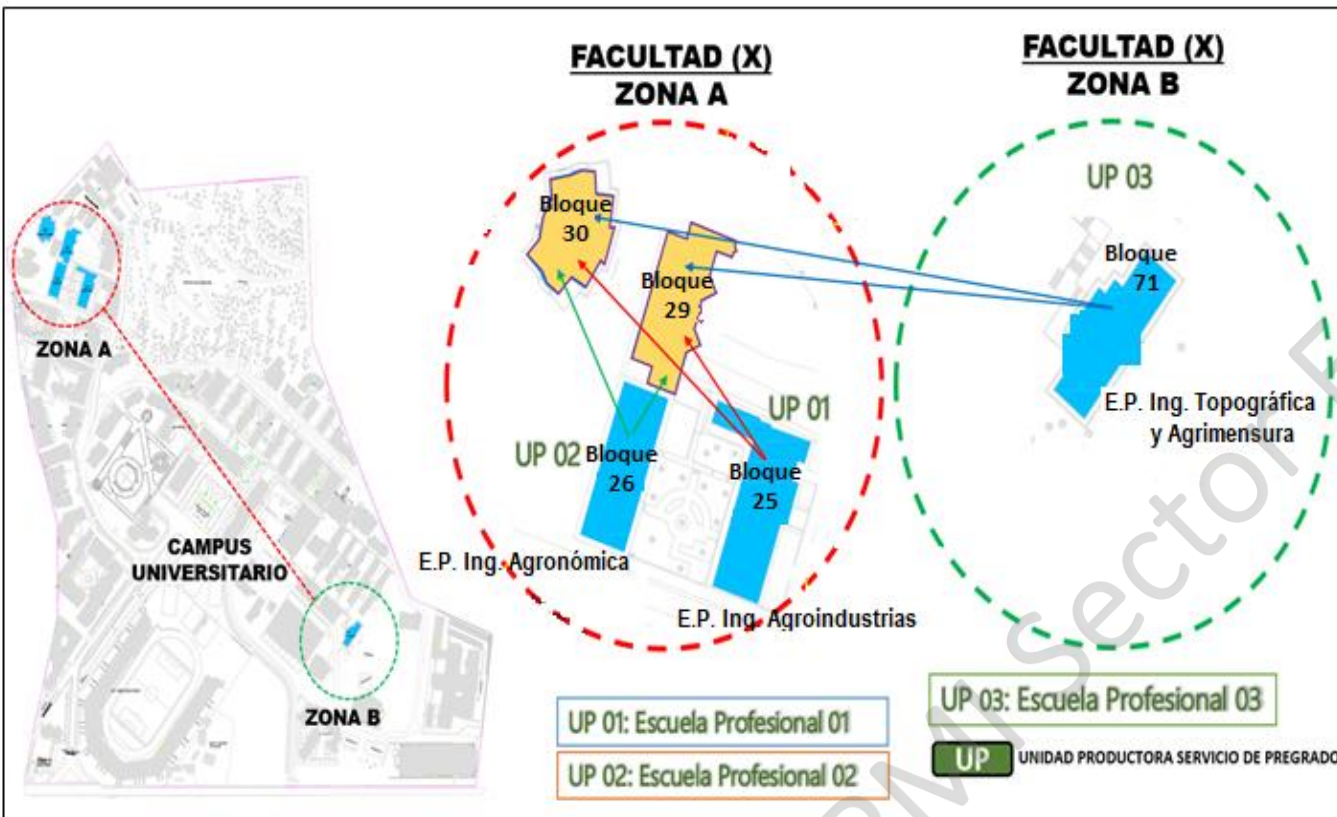 FACULTAD (X)
ZONA A
FACULTAD (X)
ZONA B
UP 03
Bloque
30
Bloque
29
Bloque
71
ZONA A
UP 01
E.P. Ing. Topográfica
y Agrimensura
UP 02
Bloque
26
Bloque
25
CAMPUS
UNIVERSITARIO
E.P. Ing. Agronómica
E.P. Ing. Agroindustrias
ZONA B
UP 01: Escuela Profesional 01
UP 02: Escuela Profesional 02
UP 03: Escuela Profesional 03
UP UNIDAD PRODUCTORA SERVICIO DE PREGRADO
PMI Sector